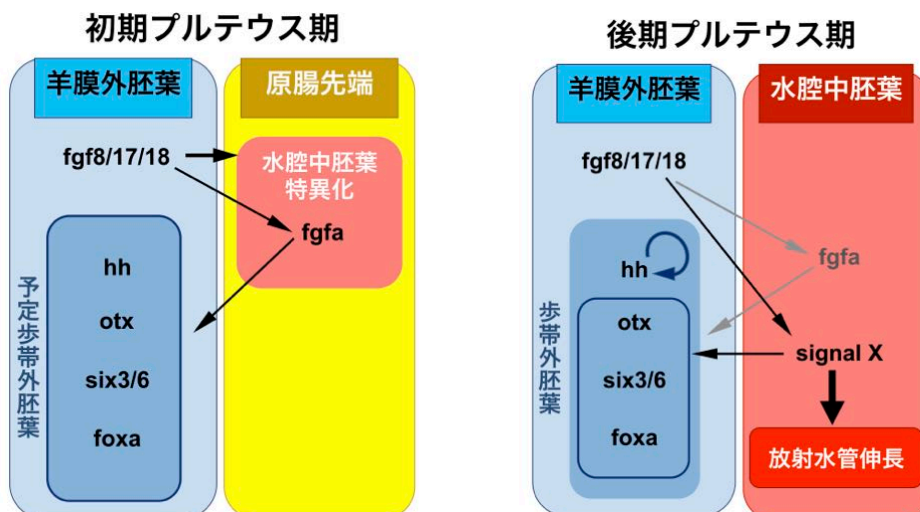 初期プルテウス期
羊膜外胚葉
原腸先端
fgf8/17/18
水腔中胚葉
特異化
fgfa
予定歩帯外胚葉
hh
otx
six3/6
foxa
後期プルテウス期
羊膜外胚葉
水腔中胚葉
fgf8/17/18
fgfa
歩帯外胚葉
hh
otx
six3/6
foxa
signal X
放射水管伸長